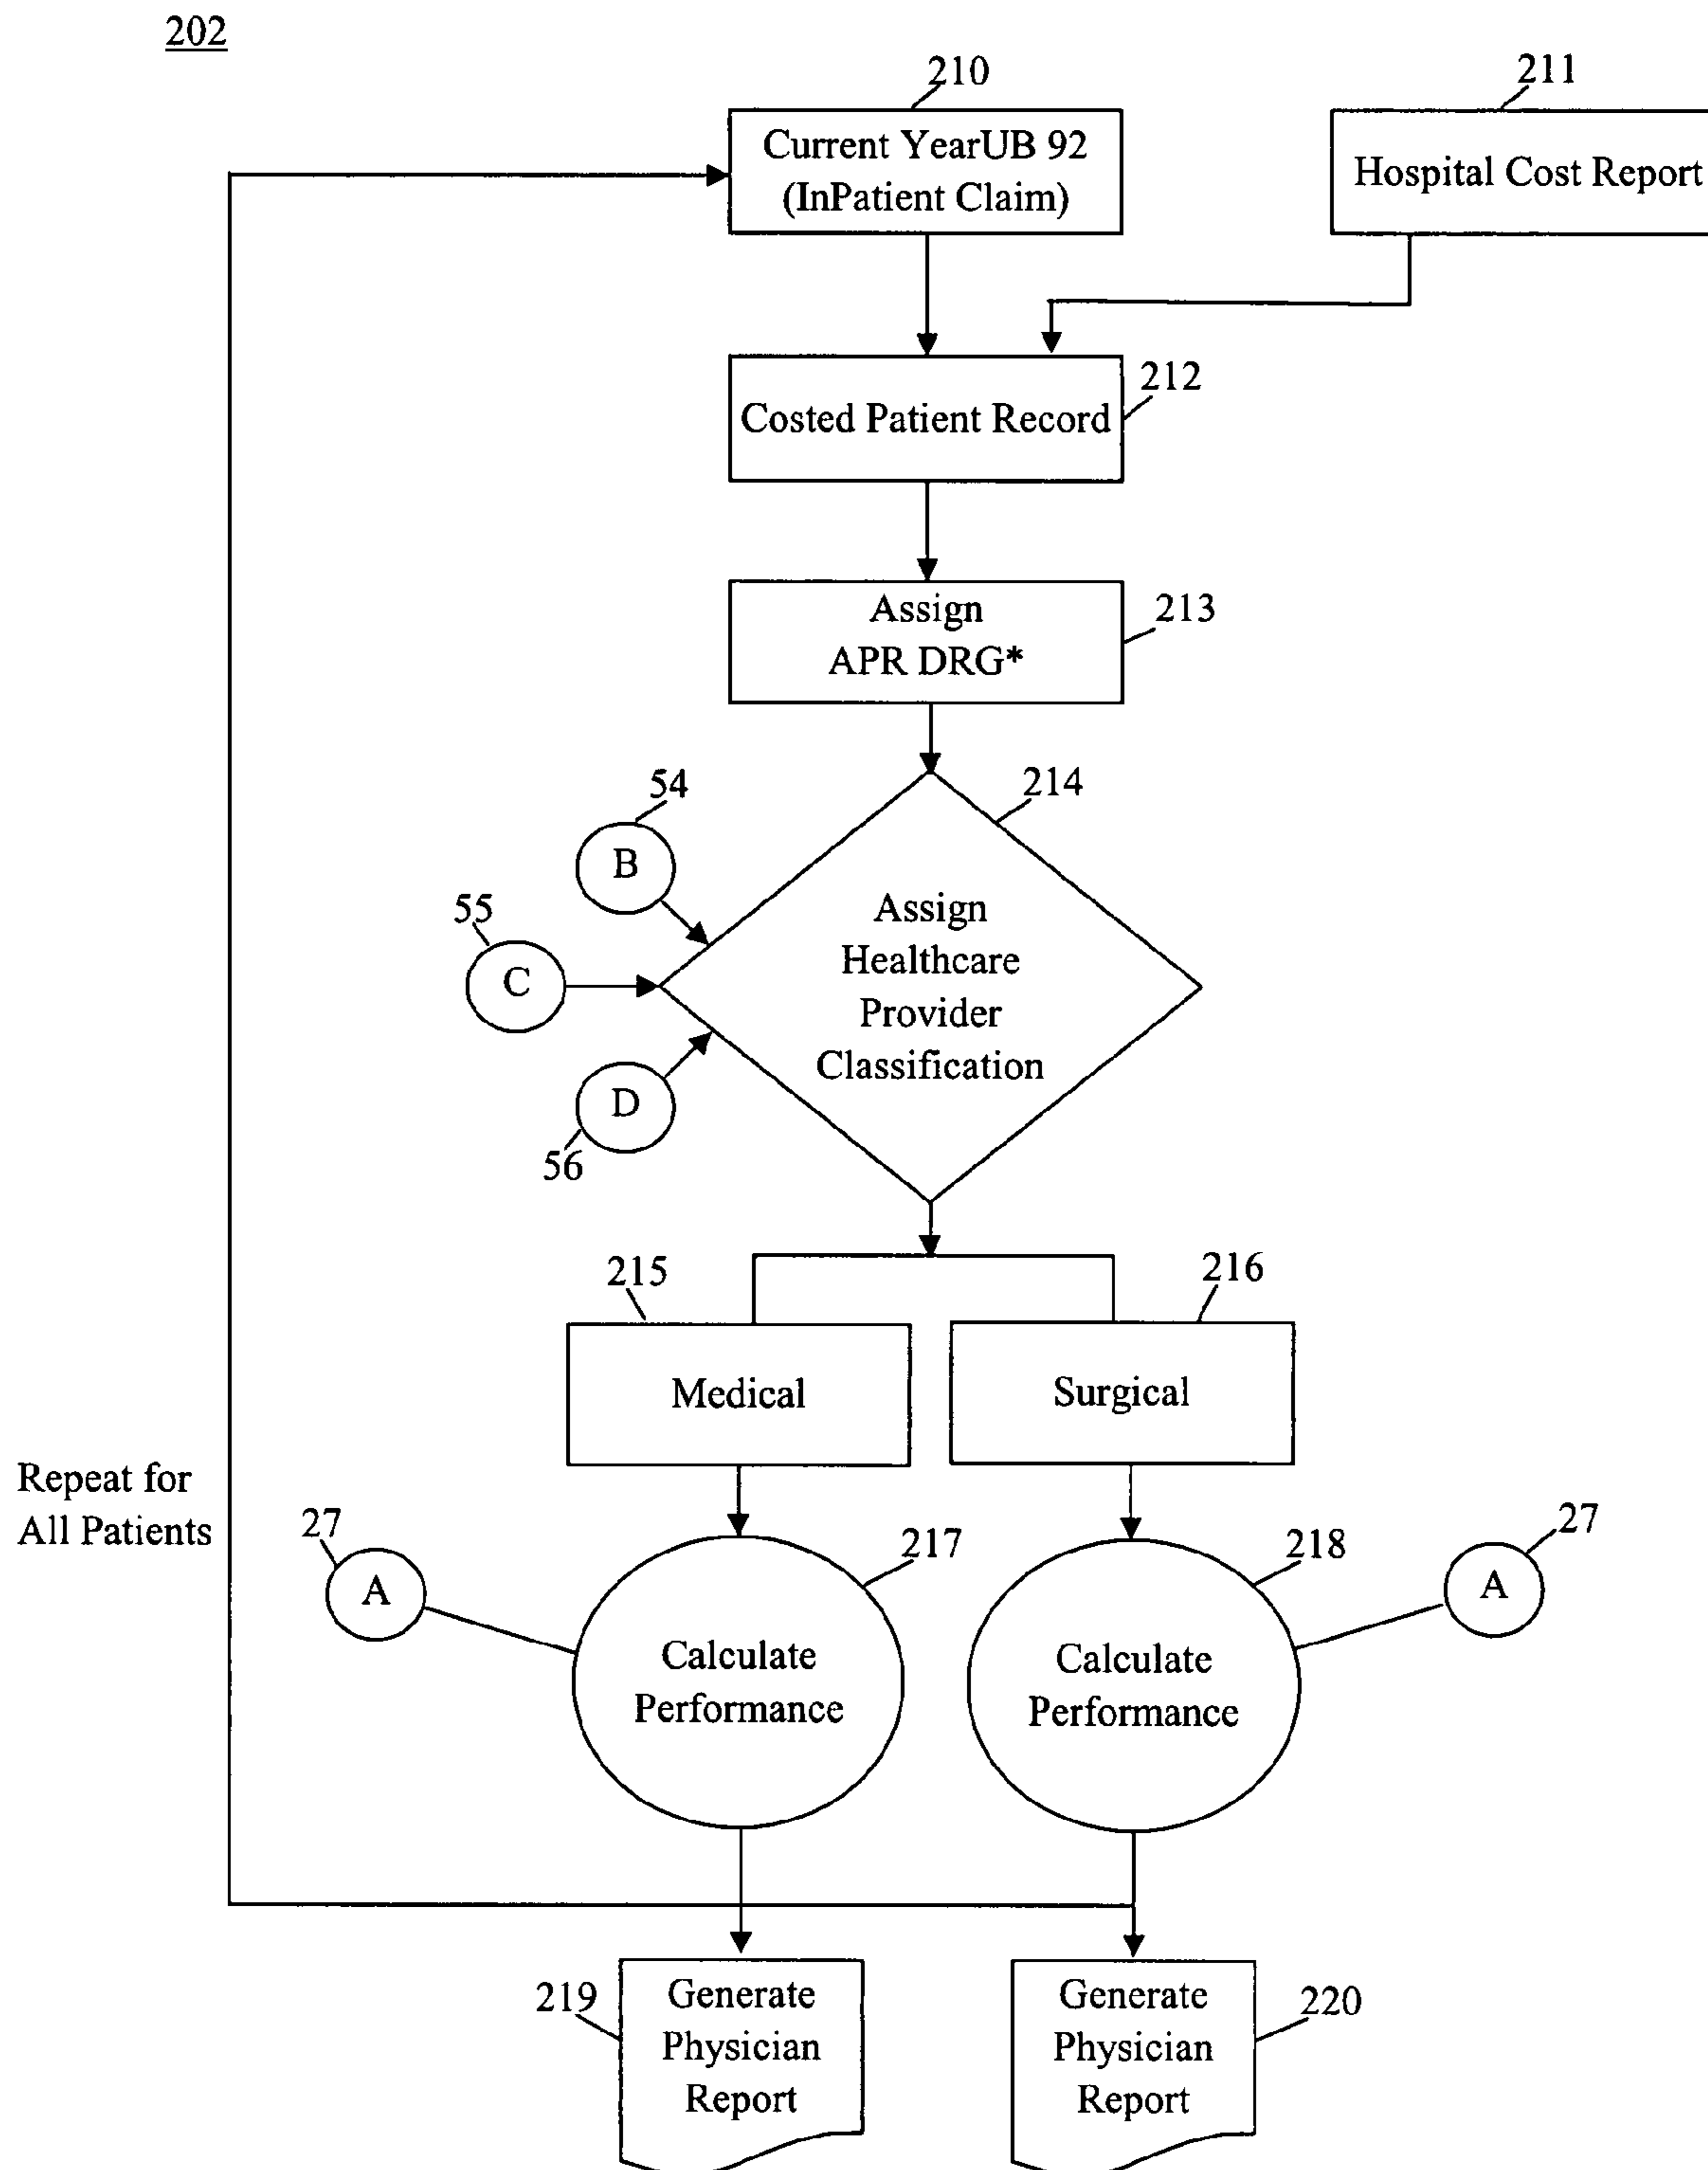 202
210
211
Current YearUB 92
(InPatient Claim)
Hospital Cost Report
212
Costed Patient Record
213
Assign
APR DRG*
54
214
B
55
C
Assign
Healthcare
Provider
Classification
D
56
215
216
Medical
Surgical
Repeat for
All Patients
27
217
218
27
A
A
Calculate
Performance
Calculate
Performance
219
Generate
Physician
Report
Generate
Physician
Report
220